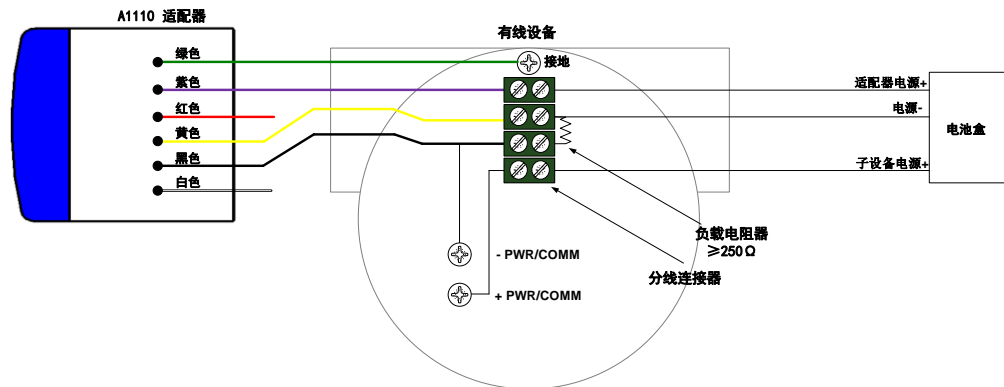 A1110 适配器
有线设备
绿色
接地
紫色
适配器电源+
红色
电源-
黄色
电池盒
黑色
子设备电源+
白色
负载电阻器
≥250Ω
- PWR/COMM
分线连接器
+ PWR/COMM